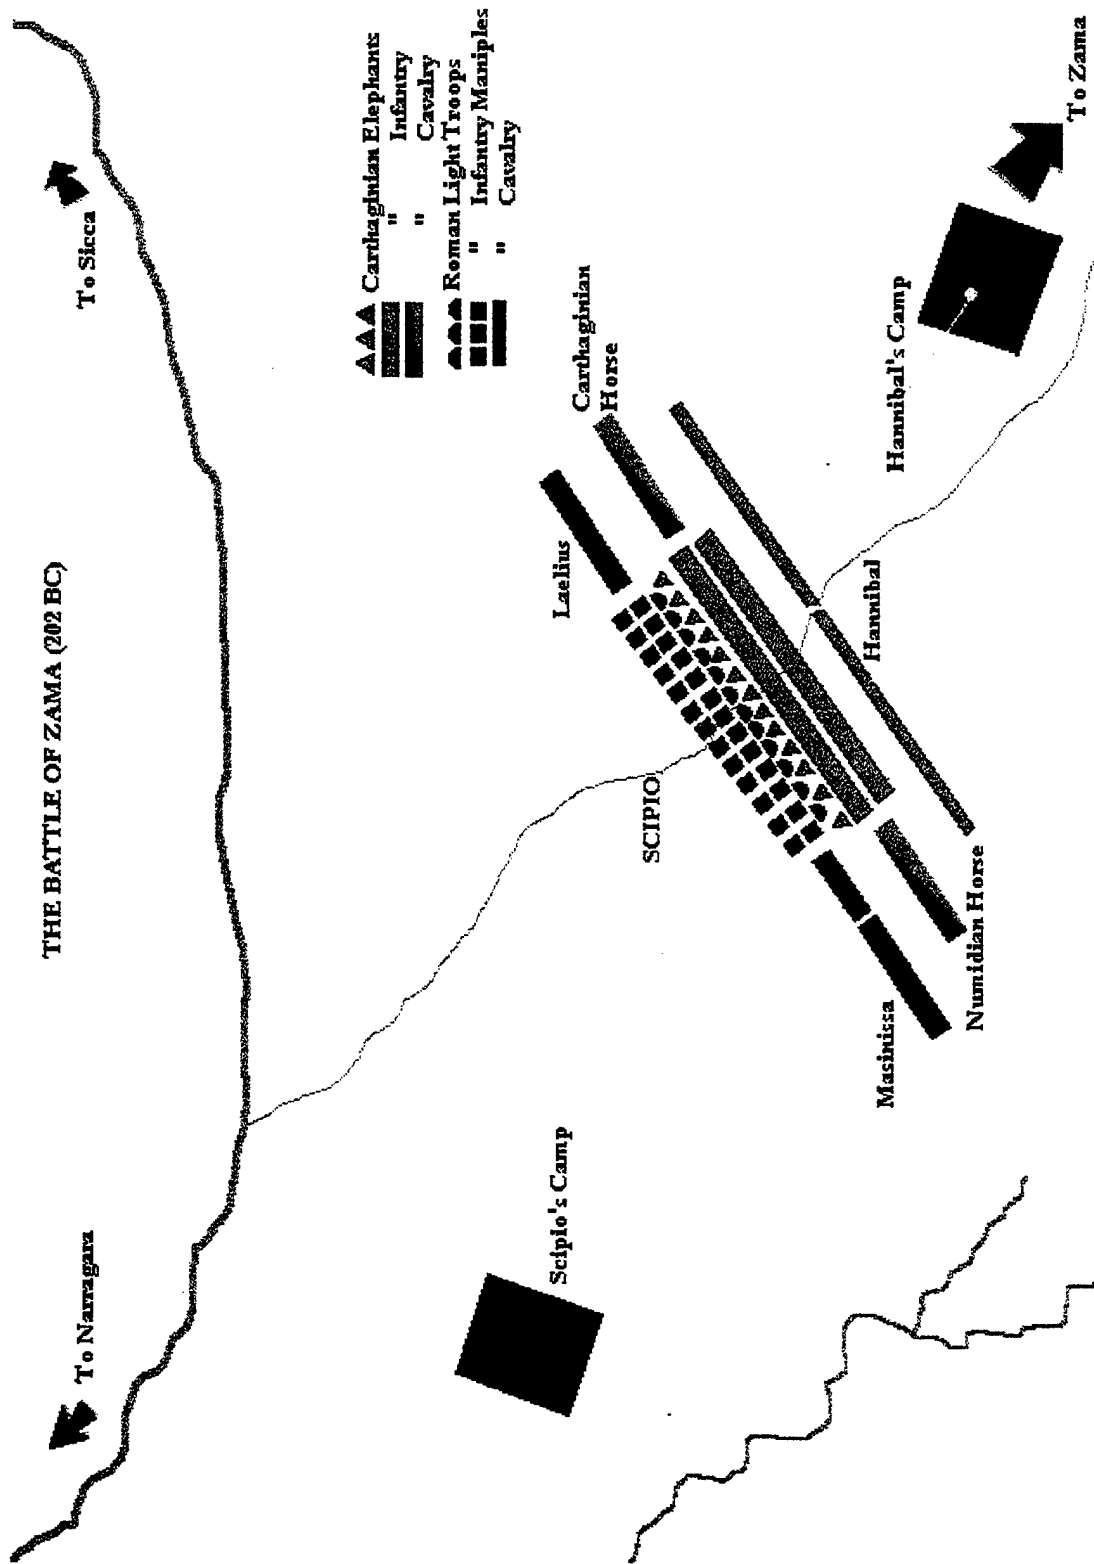 THE BATTLE OF ZAMA (202 BC)
To Narragara
To Sicca
Carthaginian Elephants
" Infantry
" Cavalry
Roman Light Troops
" Infantry Maniples
" Cavalry
Scipio's Camp
Laelius
Carthaginian
Horse
SCIPIO
Masinissa
Hannibal
Numidian Horse
Hannibal's Camp
To Zama